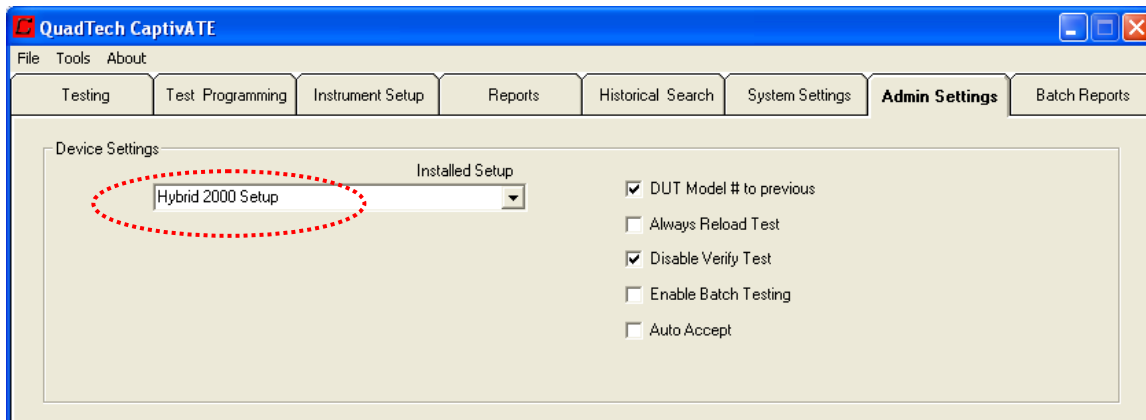 QuadTech CaptivATE
File Tools About
Testing Test Programming Instrument Setup Reports Historical Search System Settings Admin Settings Batch Reports
Device Settings
Installed Setup
Hybrid 2000 Setup
DUT Model # to previous
Always Reload Test
Disable Verify Test
Enable Batch Testing
Auto Accept